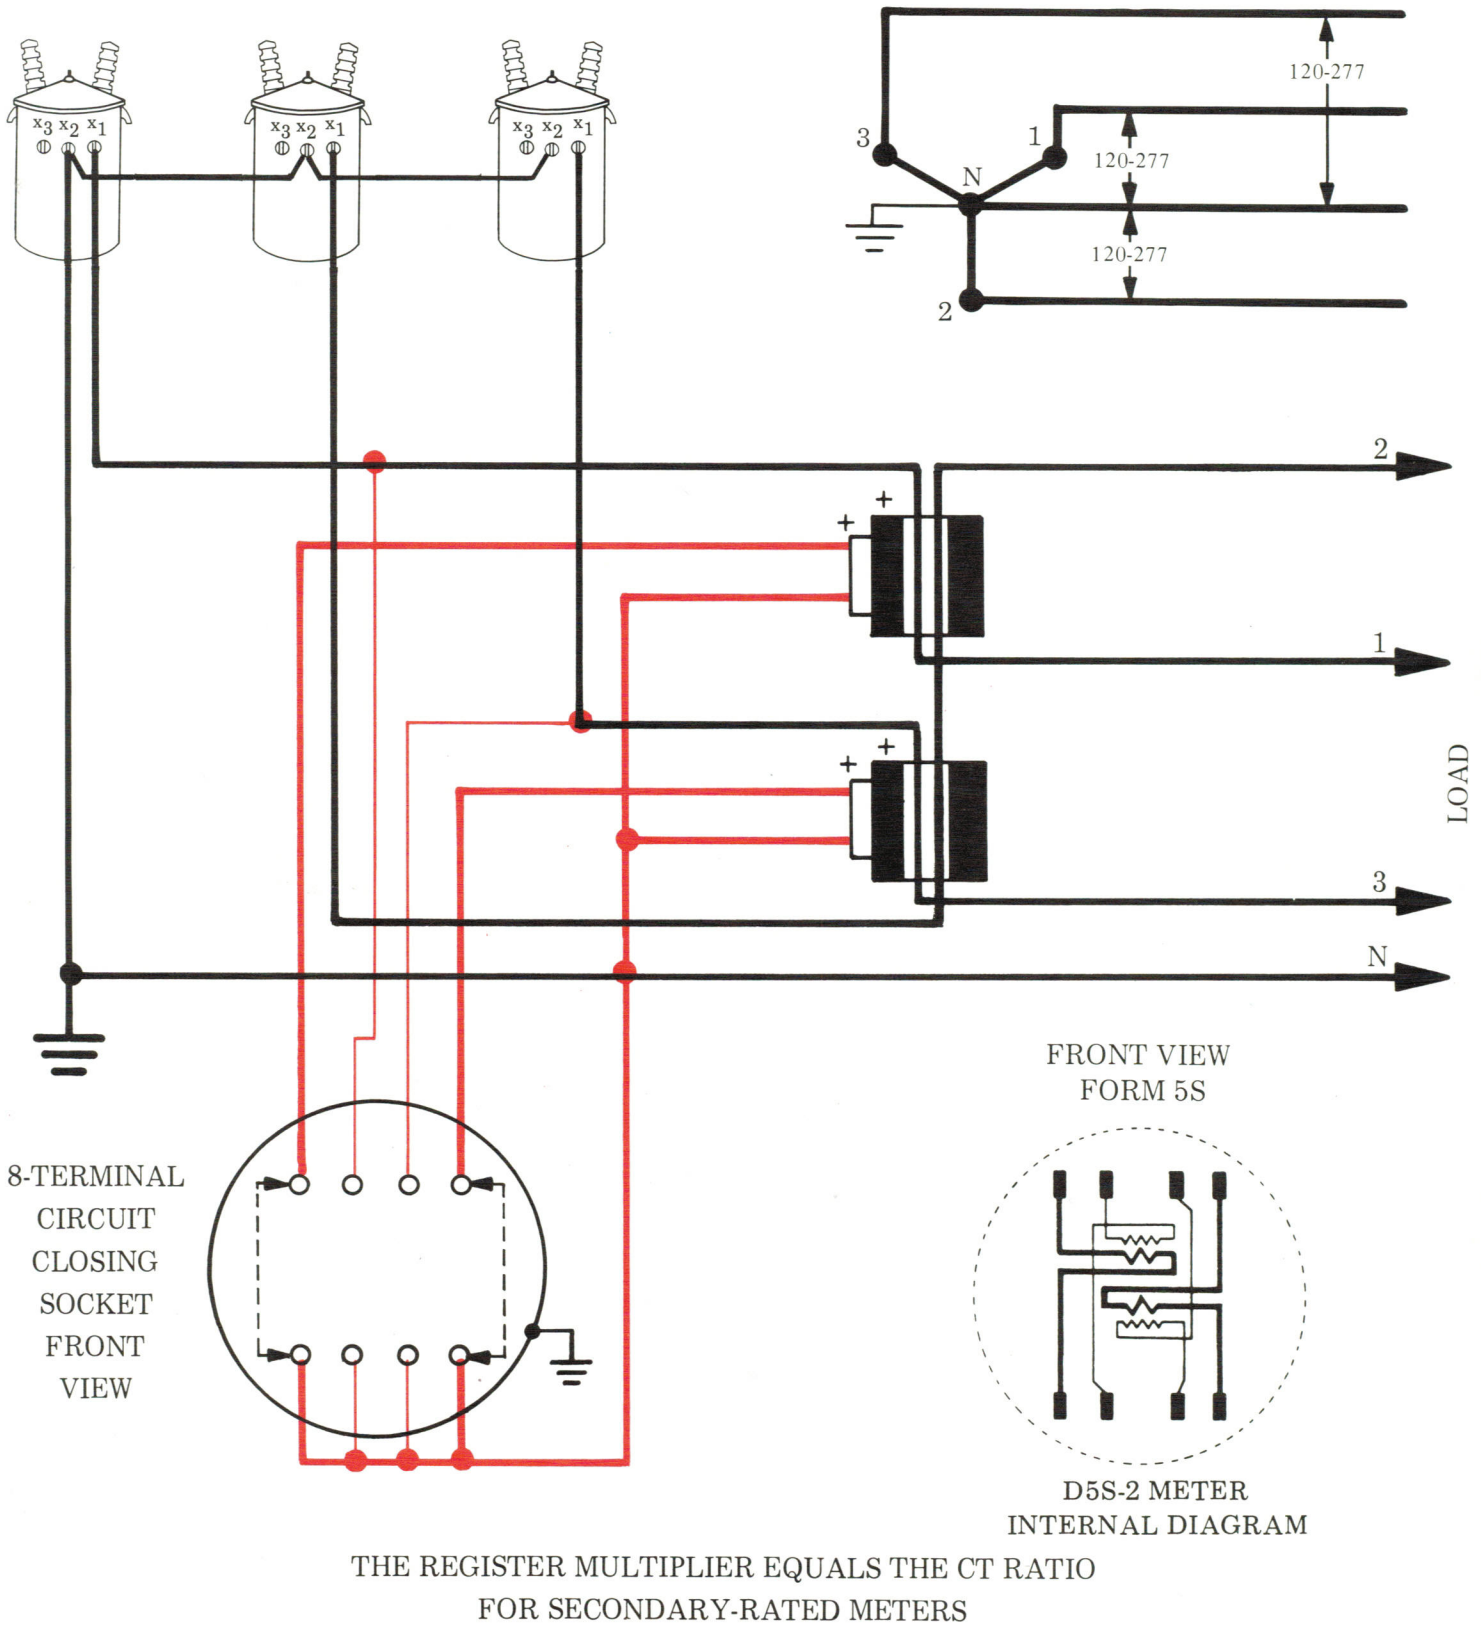 x3 x2 x1
x3 x2 x1
x3 x2 x1
3
1
N
2
120-277
120-277
120-277
2
+
+
1
+
+
3
N
LOAD
8-TERMINAL
CIRCUIT
CLOSING
SOCKET
FRONT
VIEW
FRONT VIEW
FORM 5S
D5S-2 METER
INTERNAL DIAGRAM
THE REGISTER MULTIPLIER EQUALS THE CT RATIO
FOR SECONDARY-RATED METERS